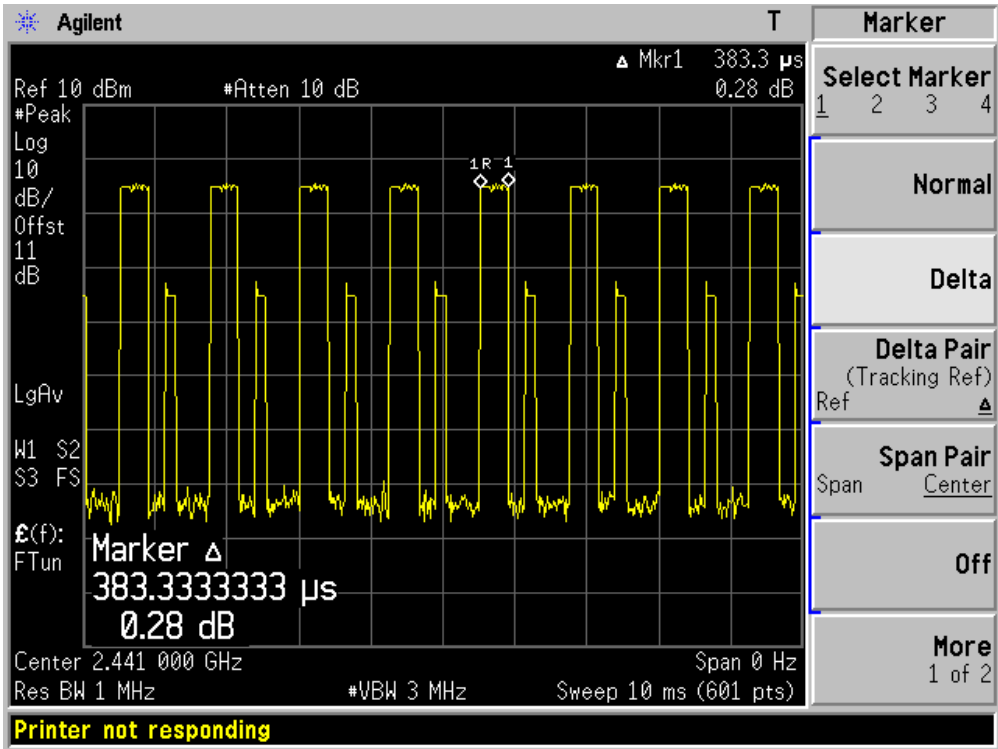 Agilent T
Δ Mkr1 383.3 µs
Ref 10 dBm #Atten 10 dB 0.28 dB
#Peak
Log
10
dB/
Offst
11
dB
1R 1
LgAv
W1 S2
S3 FS
£(f):
FTun
Marker Δ
383.3333333 µs
0.28 dB
Center 2.441 000 GHz Span 0 Hz
Res BW 1 MHz #VBW 3 MHz Sweep 10 ms (601 pts)
Printer not responding
Marker
Select Marker
1 2 3 4
Normal
Delta
Delta Pair
(Tracking Ref)
Ref Δ
Span Pair
Span Center
Off
More
1 of 2